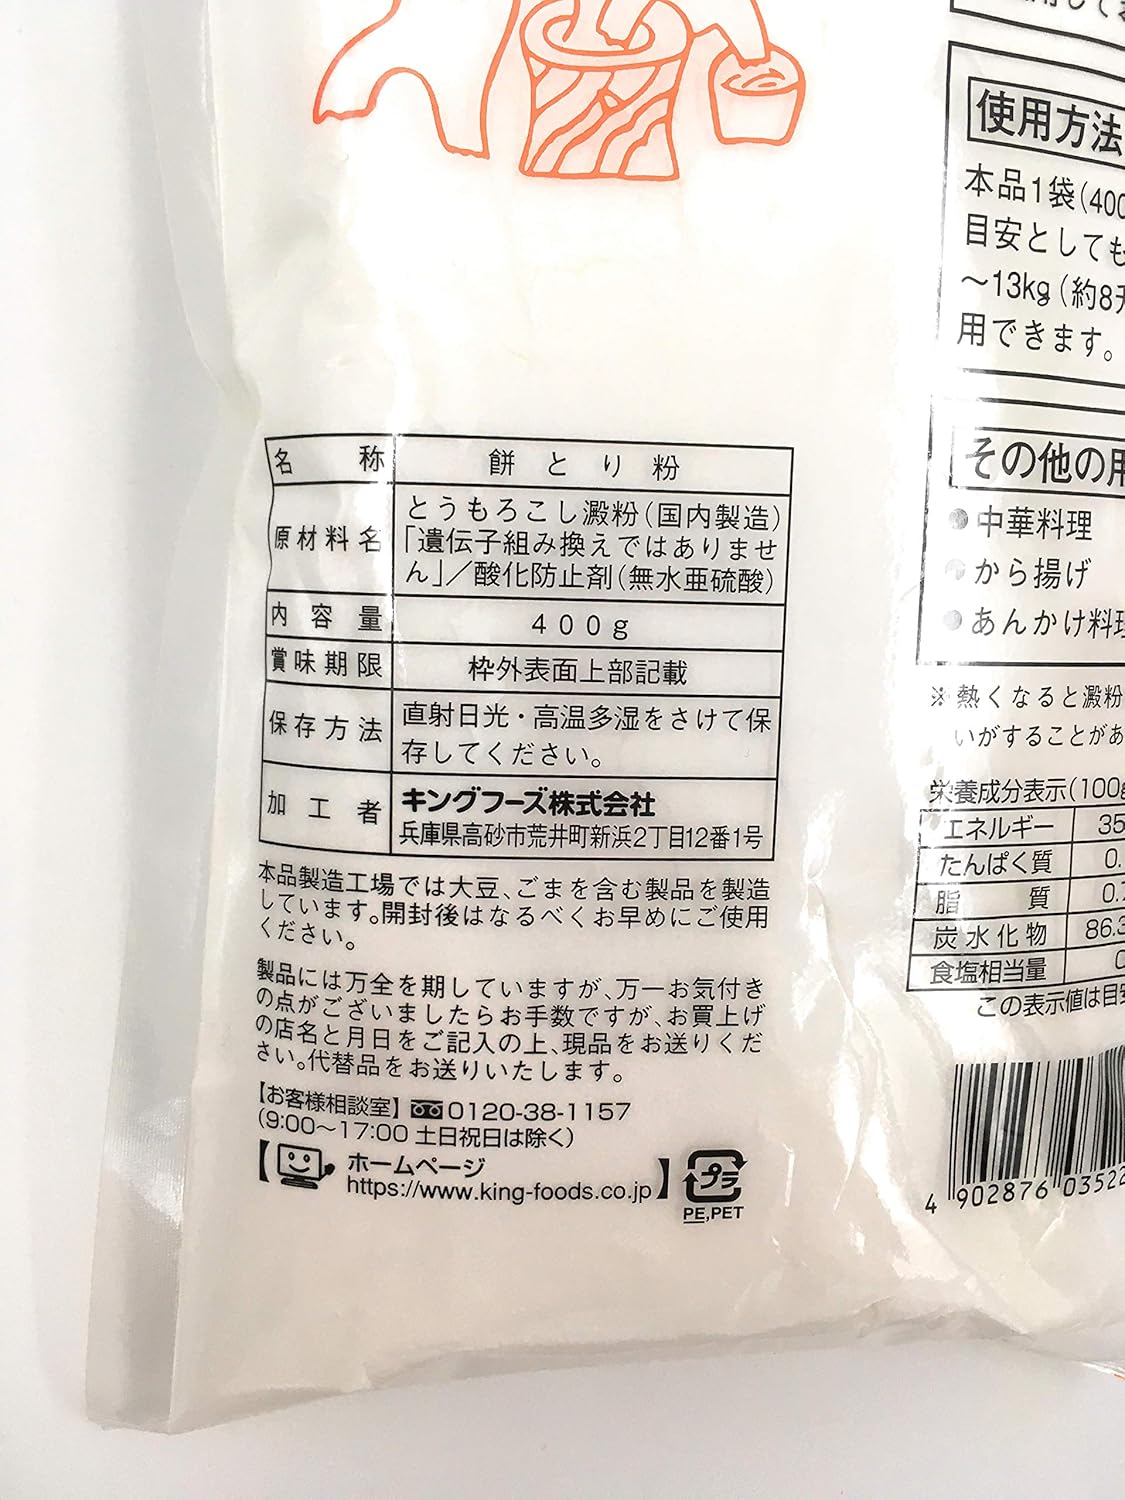 使用方法
本品1袋(400
目安としても
～13kg(約8升
用できます。
名称 餅とり粉
原材料名 とうもろこし澱粉(国内製造)
「遺伝子組み換えではありませ
ん」／酸化防止剤(無水亜硫酸)
内容量 400g
賞味期限 枠外表面上部記載
保存方法 直射日光・高温多湿をさけて保
存してください。
加工者 キングフーズ株式会社
兵庫県高砂市荒井町新浜2丁目12番1号
本品製造工場では大豆、ごまを含む製品を製造
しています。開封後はなるべくお早めにご使用
ください。
製品には万全を期していますが、万一お気付き
の点がございましたらお手数ですが、お買上げ
の店名と月日をご記入の上、現品をお送りくだ
さい。代替品をお送りいたします。
【お客様相談室】0120-38-1157
(9:00～17:00 土日祝日は除く)
【ホームページ
https://www.king-foods.co.jp】
プラ
PE,PET
その他の用
●中華料理
●から揚げ
●あんかけ料理
※熱くなると澱粉
いがすることがあ
栄養成分表示(100g
エネルギー 35
たんぱく質 0.
脂質 0.
炭水化物 86.3
食塩相当量 0
この表示値は目安
4 902876 03522